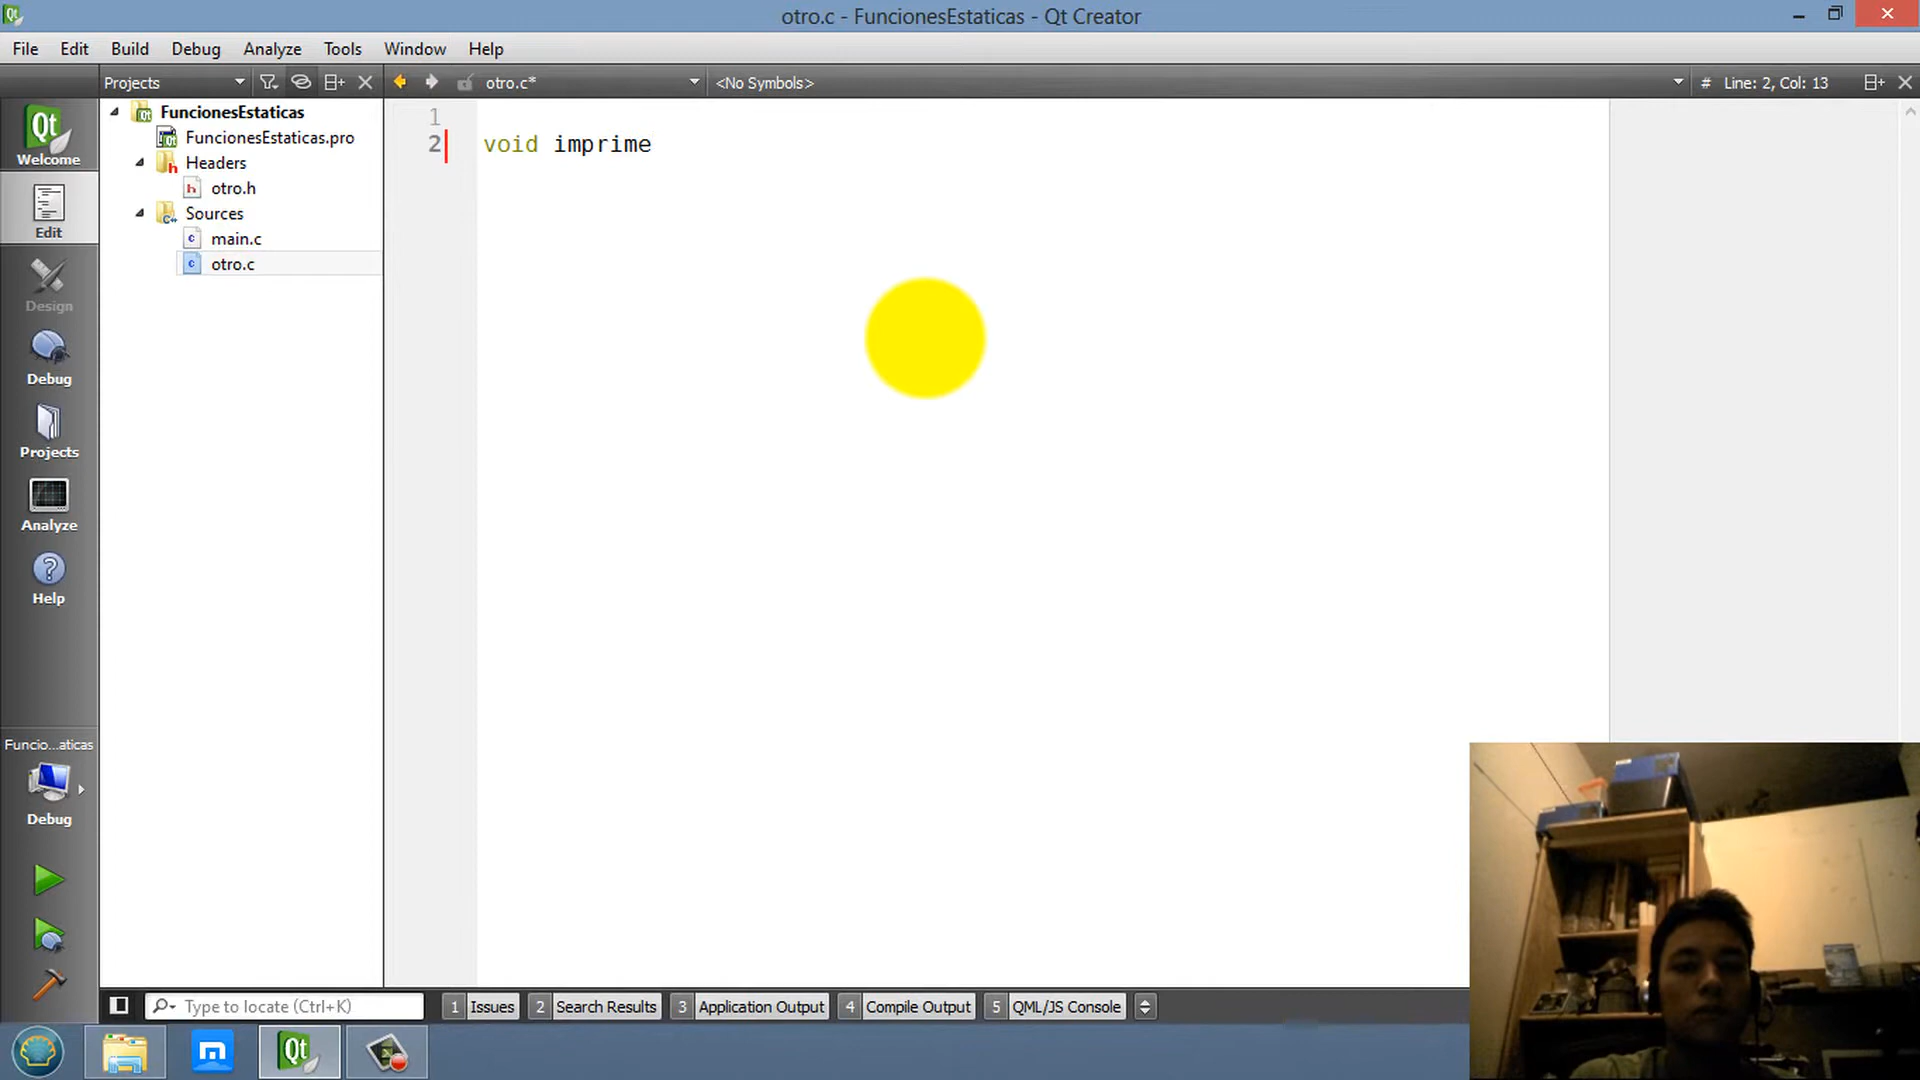 otro.c - FuncionesEstaticas - Qt Creator
File Edit Build Debug Analyze Tools Window Help
Projects otro.c* <No Symbols> # Line: 2, Col: 13
Qt
Welcome
Edit
Design
Debug
Projects
Analyze
Help
Funcio...aticas
Debug
FuncionesEstaticas
FuncionesEstaticas.pro
Headers
otro.h
Sources
main.c
otro.c
1
2 void imprime
Type to locate (Ctrl+K) 1 Issues 2 Search Results 3 Application Output 4 Compile Output 5 QML/JS Console
Qt